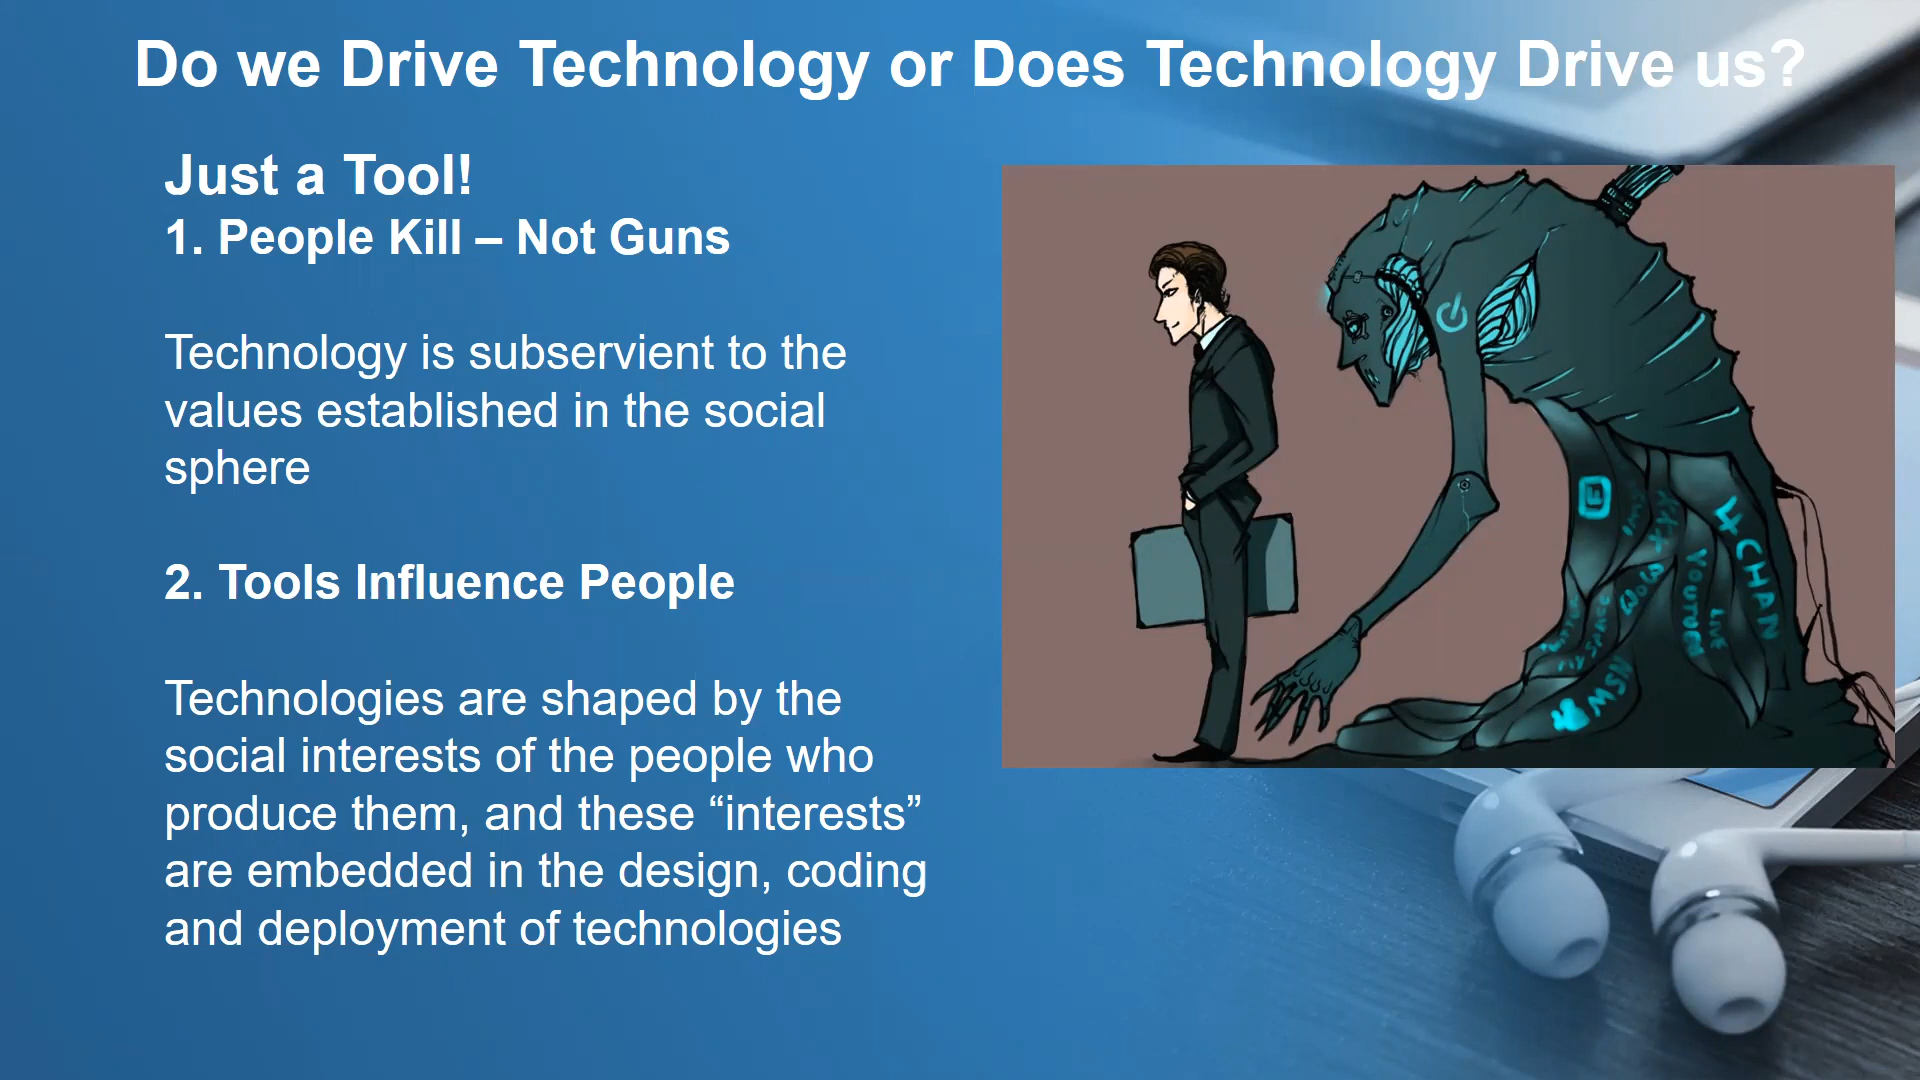 Do we Drive Technology or Does Technology Drive us?
Just a Tool!
1. People Kill – Not Guns
Technology is subservient to the
values established in the social
sphere
2. Tools Influence People
Technologies are shaped by the
social interests of the people who
produce them, and these “interests”
are embedded in the design, coding
and deployment of technologies
4CHAN
LIVE
WOW
MYSPACE
MSN